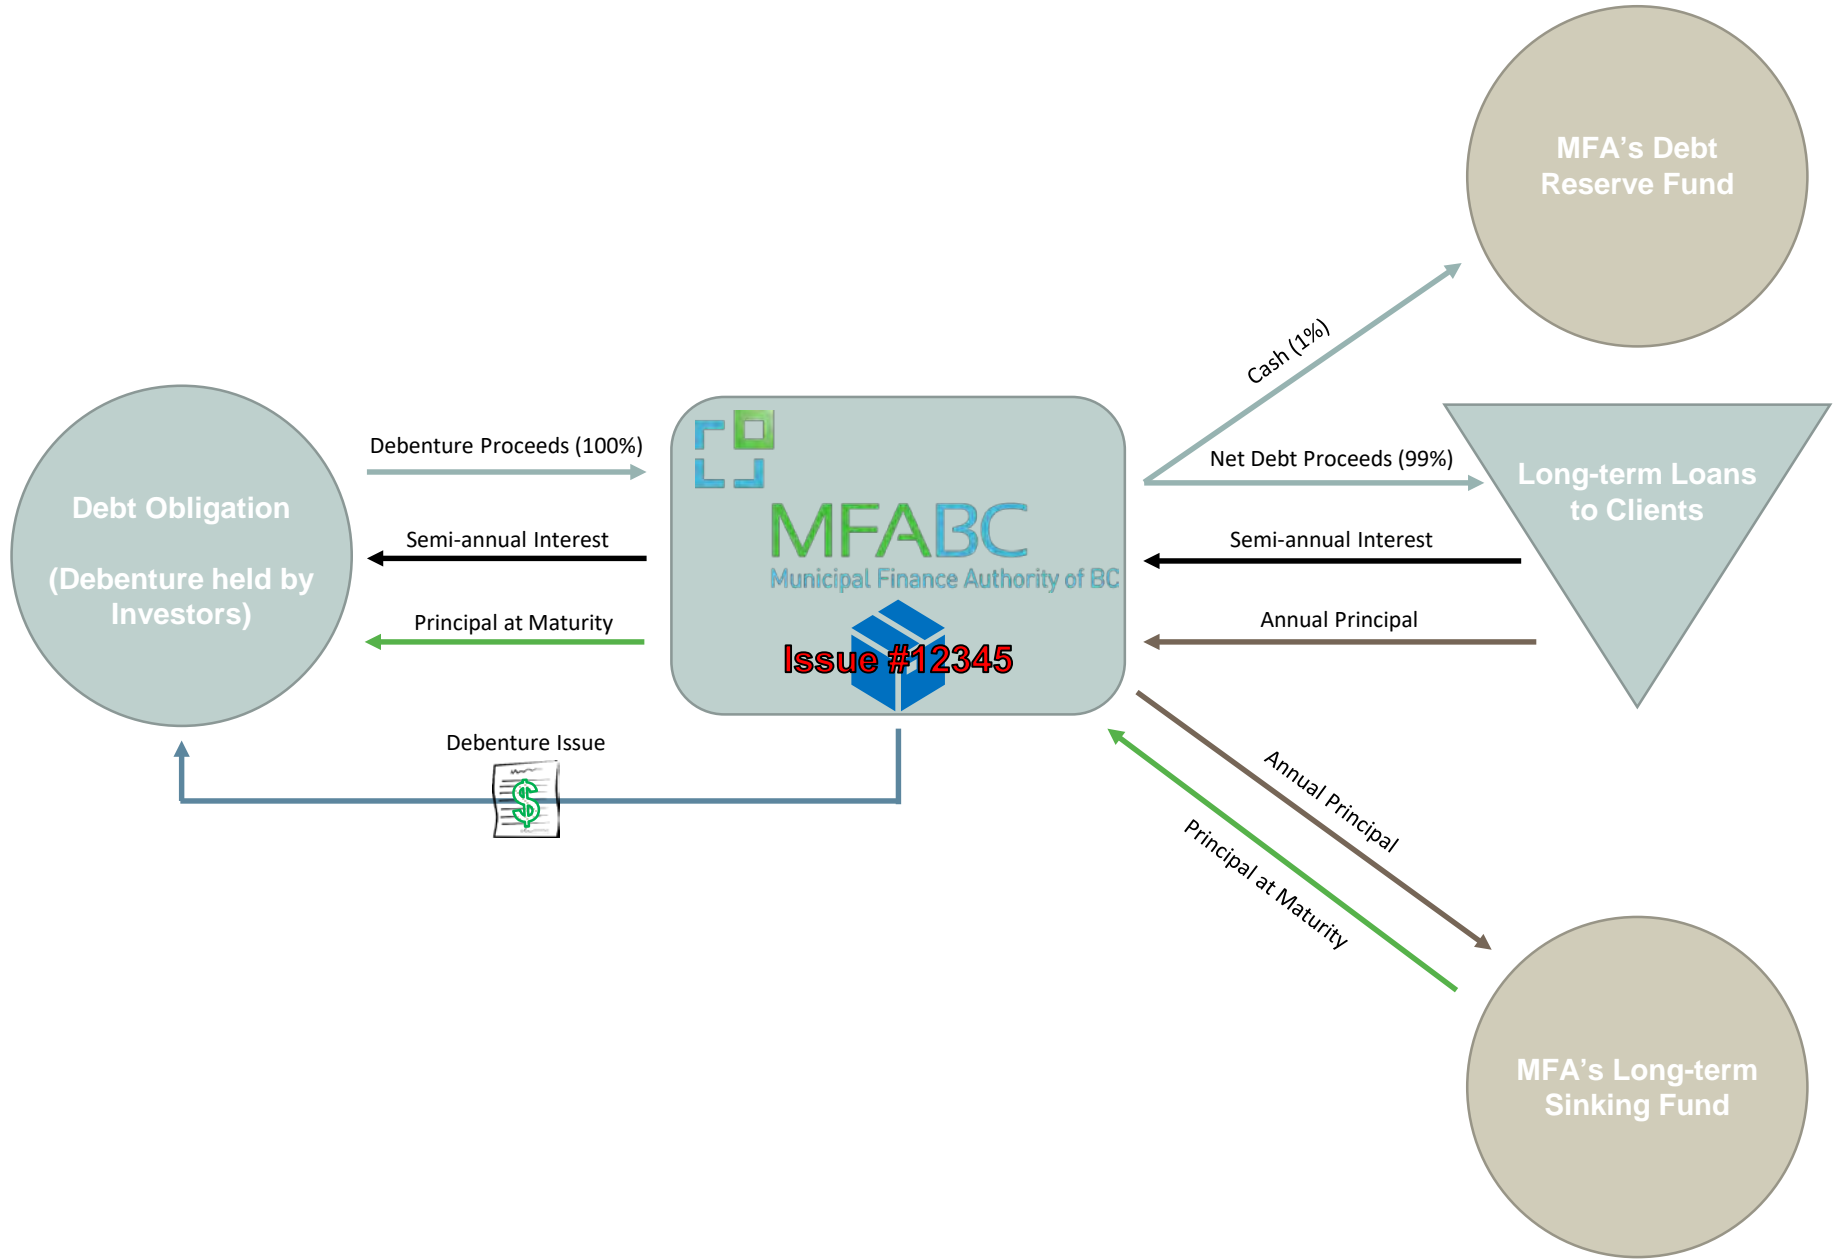 MFA's Debt
Reserve Fund
Cash (1%)
Debenture Proceeds (100%)
Net Debt Proceeds (99%)
Long-term Loans
to Clients
Debt Obligation
(Debenture held by
Investors)
Semi-annual Interest
MFABC
Municipal Finance Authority of BC
Semi-annual Interest
Principal at Maturity
Issue #12345
Annual Principal
Debenture Issue
$
Annual Principal
Principal at Maturity
MFA's Long-term
Sinking Fund